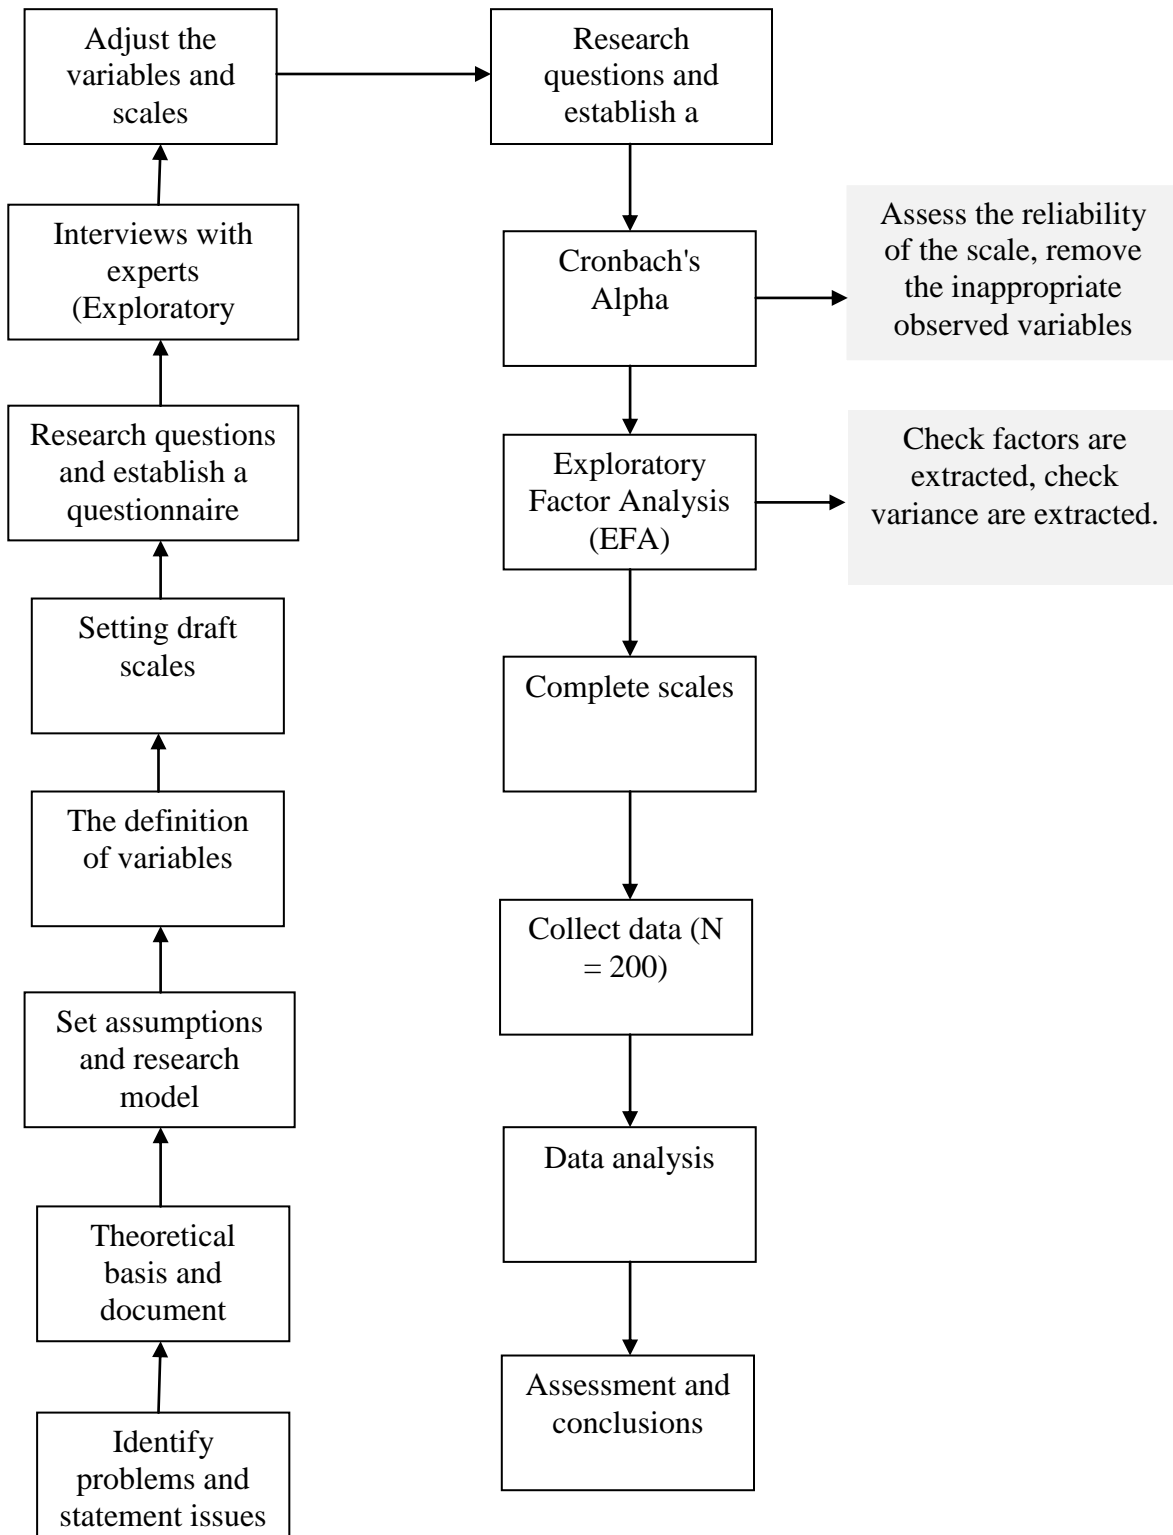 Adjust the
variables and
scales
Research
questions and
establish a
Interviews with
experts
(Exploratory
Cronbach's
Alpha
Assess the reliability
of the scale, remove
the inappropriate
observed variables
Research questions
and establish a
questionnaire
Exploratory
Factor Analysis
(EFA)
Check factors are
extracted, check
variance are extracted.
Setting draft
scales
Complete scales
The definition
of variables
Collect data (N
= 200)
Set assumptions
and research
model
Data analysis
Theoretical
basis and
document
Assessment and
conclusions
Identify
problems and
statement issues